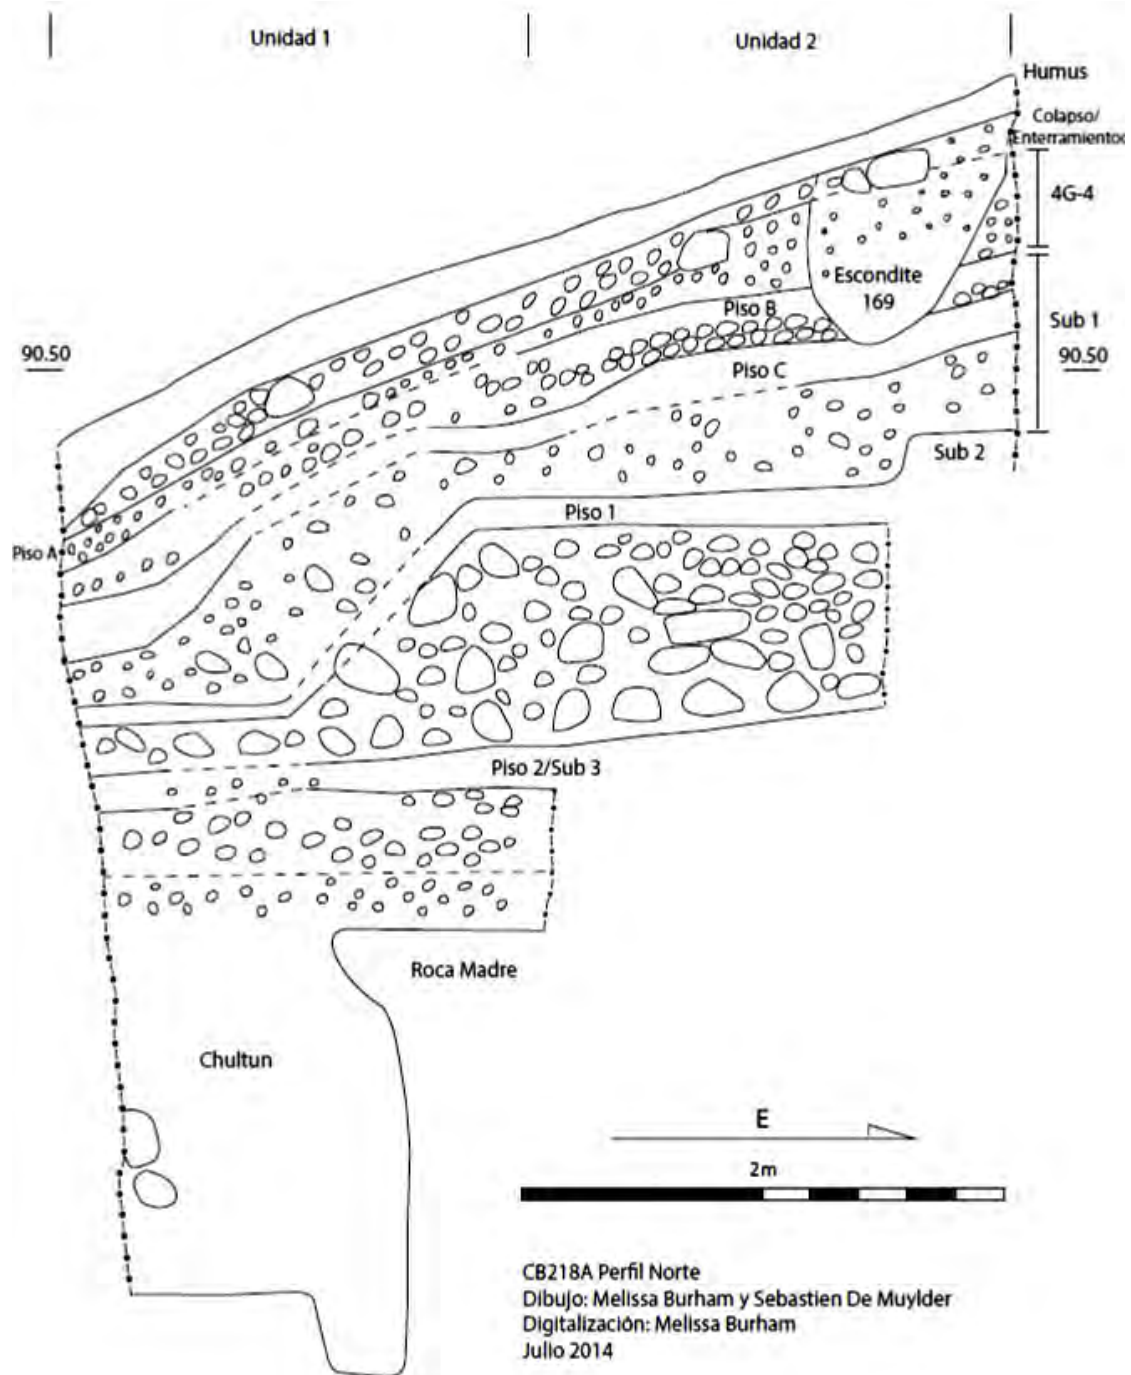 Unidad 1
Unidad 2
Humus
Colapso/
Enterramientoc
4G-4
Escondite
169
Piso B
Sub 1
90.50
90.50
Piso C
Sub 2
Piso 1
Piso A
Piso 2/Sub 3
Roca Madre
Chultun
E
2m
CB218A Perfil Norte
Dibujo: Melissa Burham y Sebastien De Muylder
Digitalización: Melissa Burham
Julio 2014